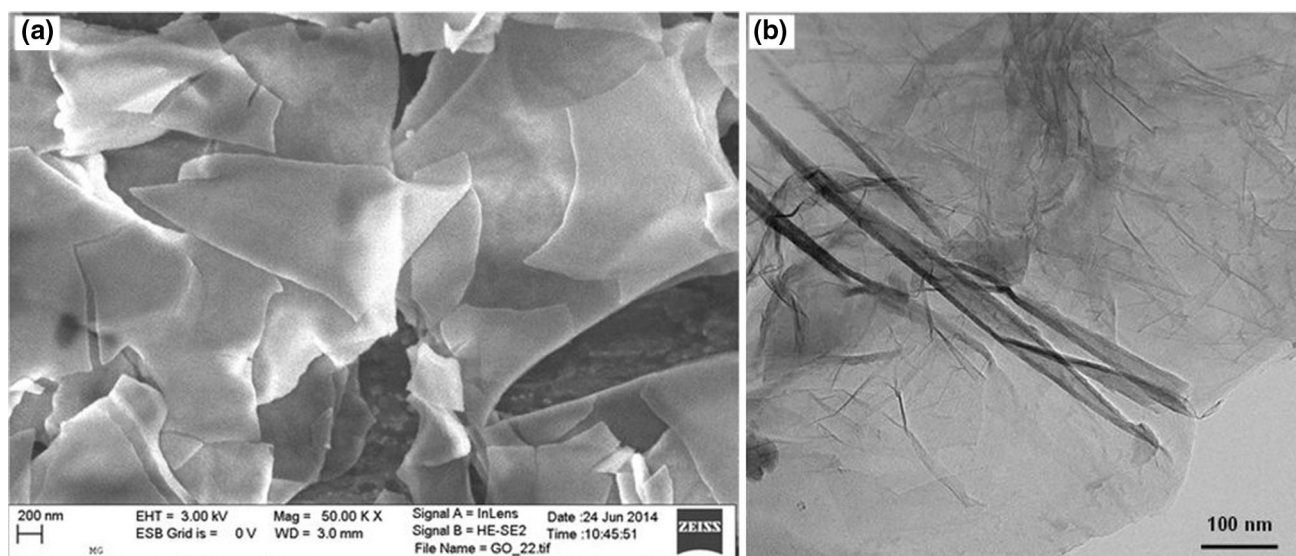 (a)
(b)
200 nm
EHT = 3.00 kV
Mag = 50.00 K X
Signal A = InLens
Date :24 Jun 2014
ESB Grid is = 0 V
WD = 3.0 mm
Signal B = HE-SE2
Time :10:45:51
MG
File Name = GO_22.tif
ZEISS
100 nm